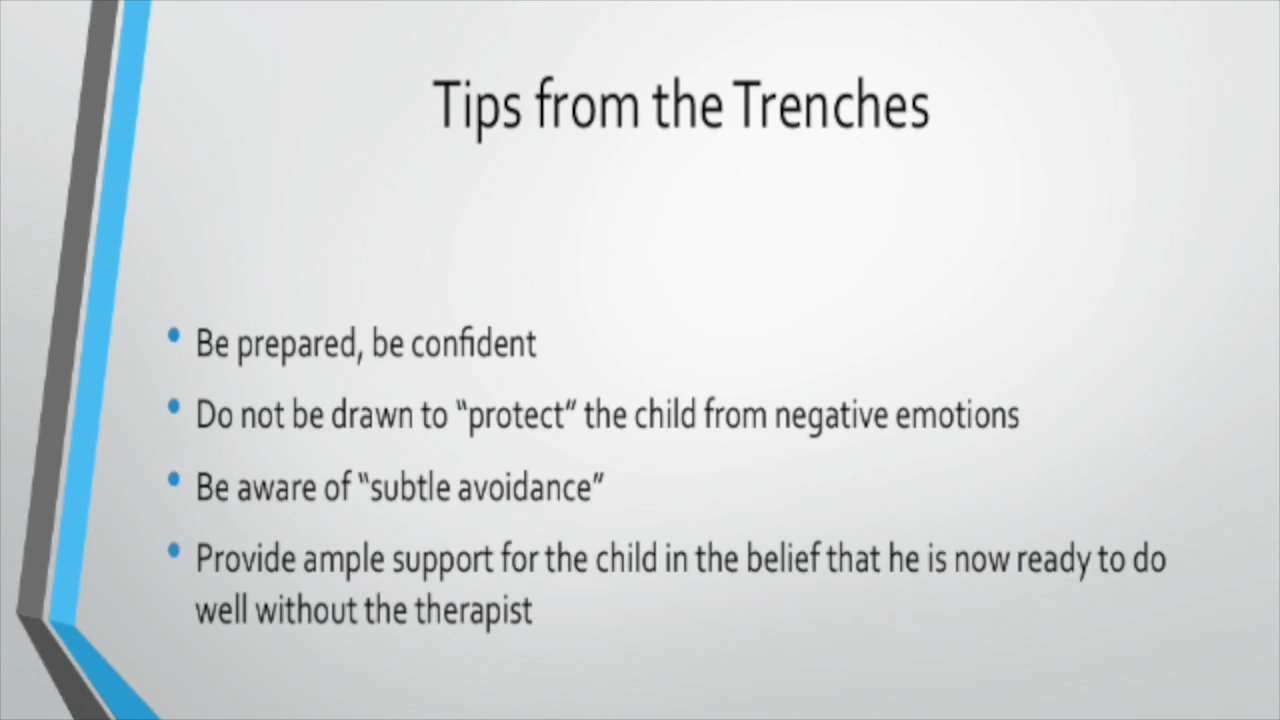 Tips from the Trenches
• Be prepared, be confident
• Do not be drawn to “protect” the child from negative emotions
• Be aware of “subtle avoidance”
• Provide ample support for the child in the belief that he is now ready to do
well without the therapist